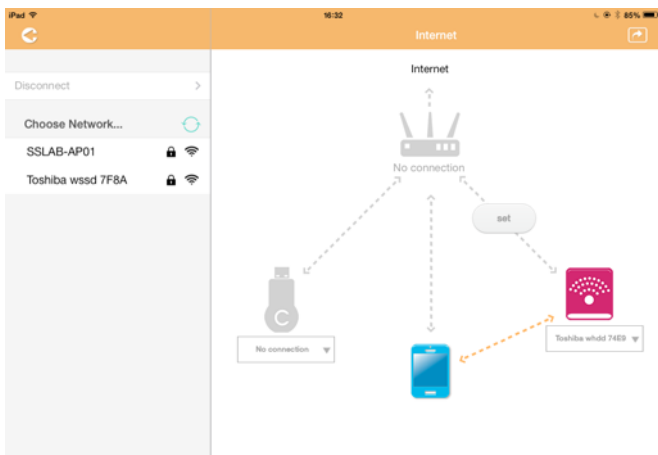 iPad 16:32 85%
Internet
Disconnect
Choose Network...
SSLAB-AP01
Toshiba wssd 7F8A
Internet
No connection
set
C
No connection
Toshiba whdd 74E9